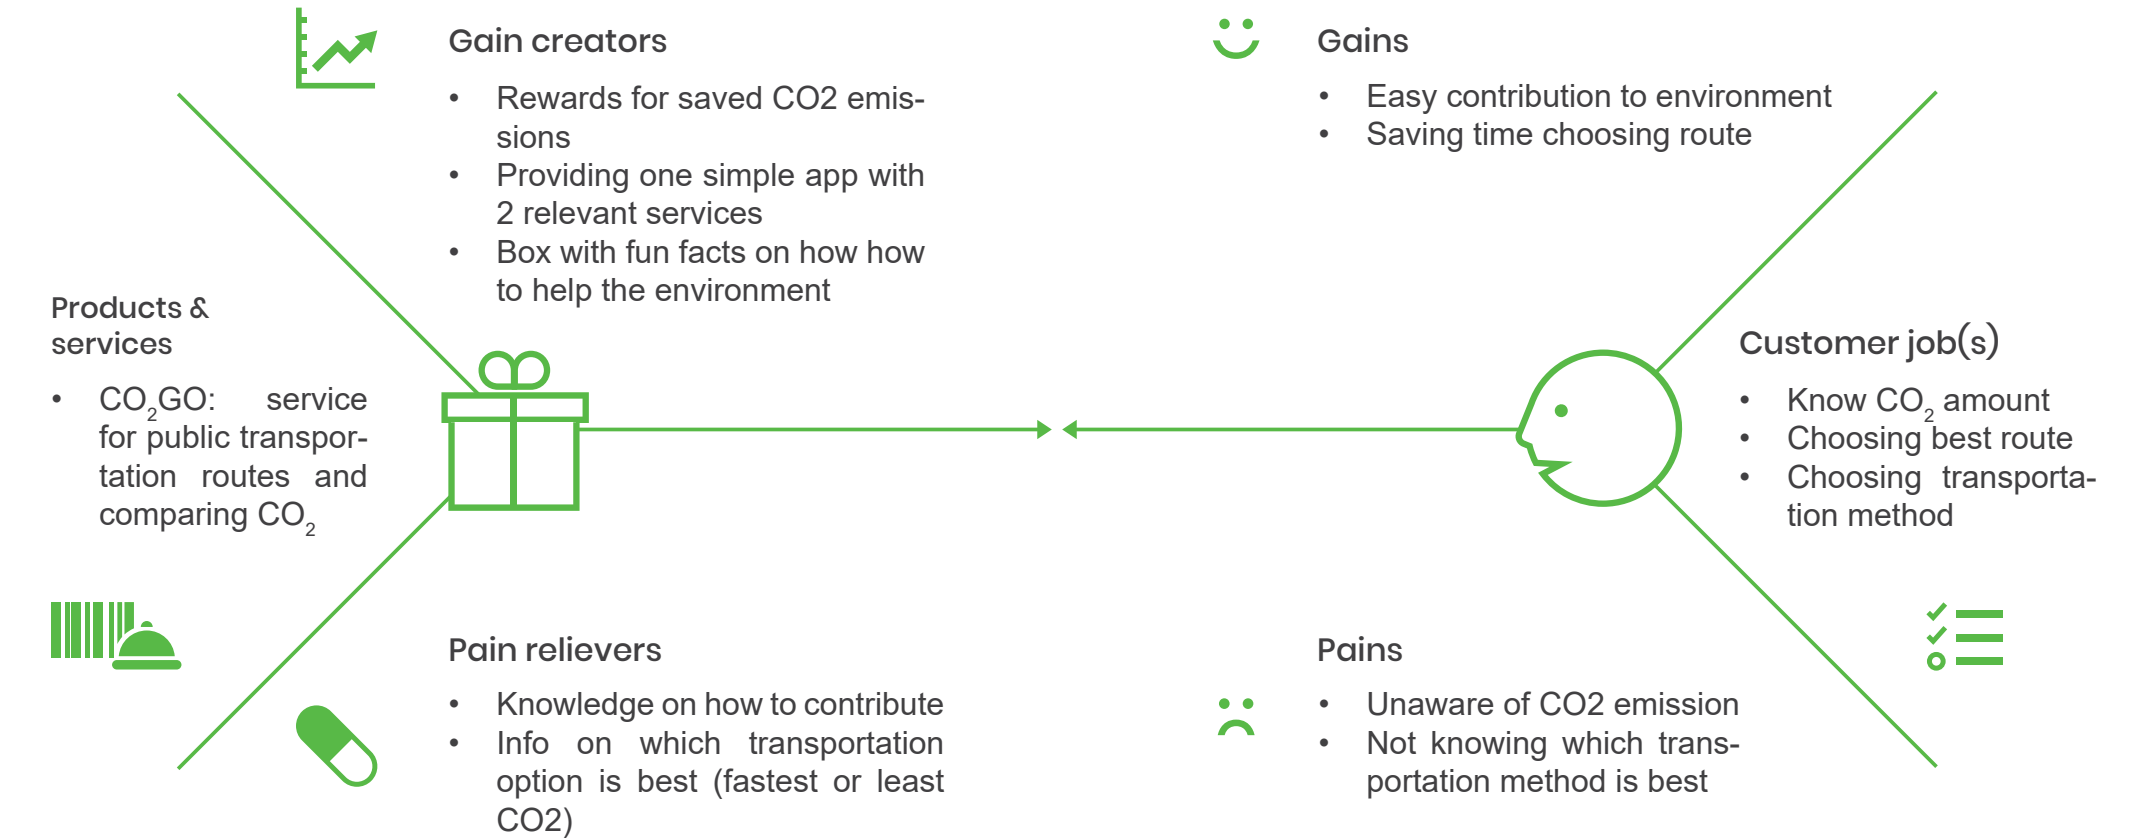 Gain creators
• Rewards for saved CO2 emis-
sions
• Providing one simple app with
2 relevant services
• Box with fun facts on how how
to help the environment
Gains
• Easy contribution to environment
• Saving time choosing route
Products &
services
• CO₂GO: service
for public transpor-
tation routes and
comparing CO₂
Customer job(s)
• Know CO₂ amount
• Choosing best route
• Choosing transporta-
tion method
Pain relievers
• Knowledge on how to contribute
• Info on which transportation
option is best (fastest or least
CO2)
Pains
• Unaware of CO2 emission
• Not knowing which trans-
portation method is best